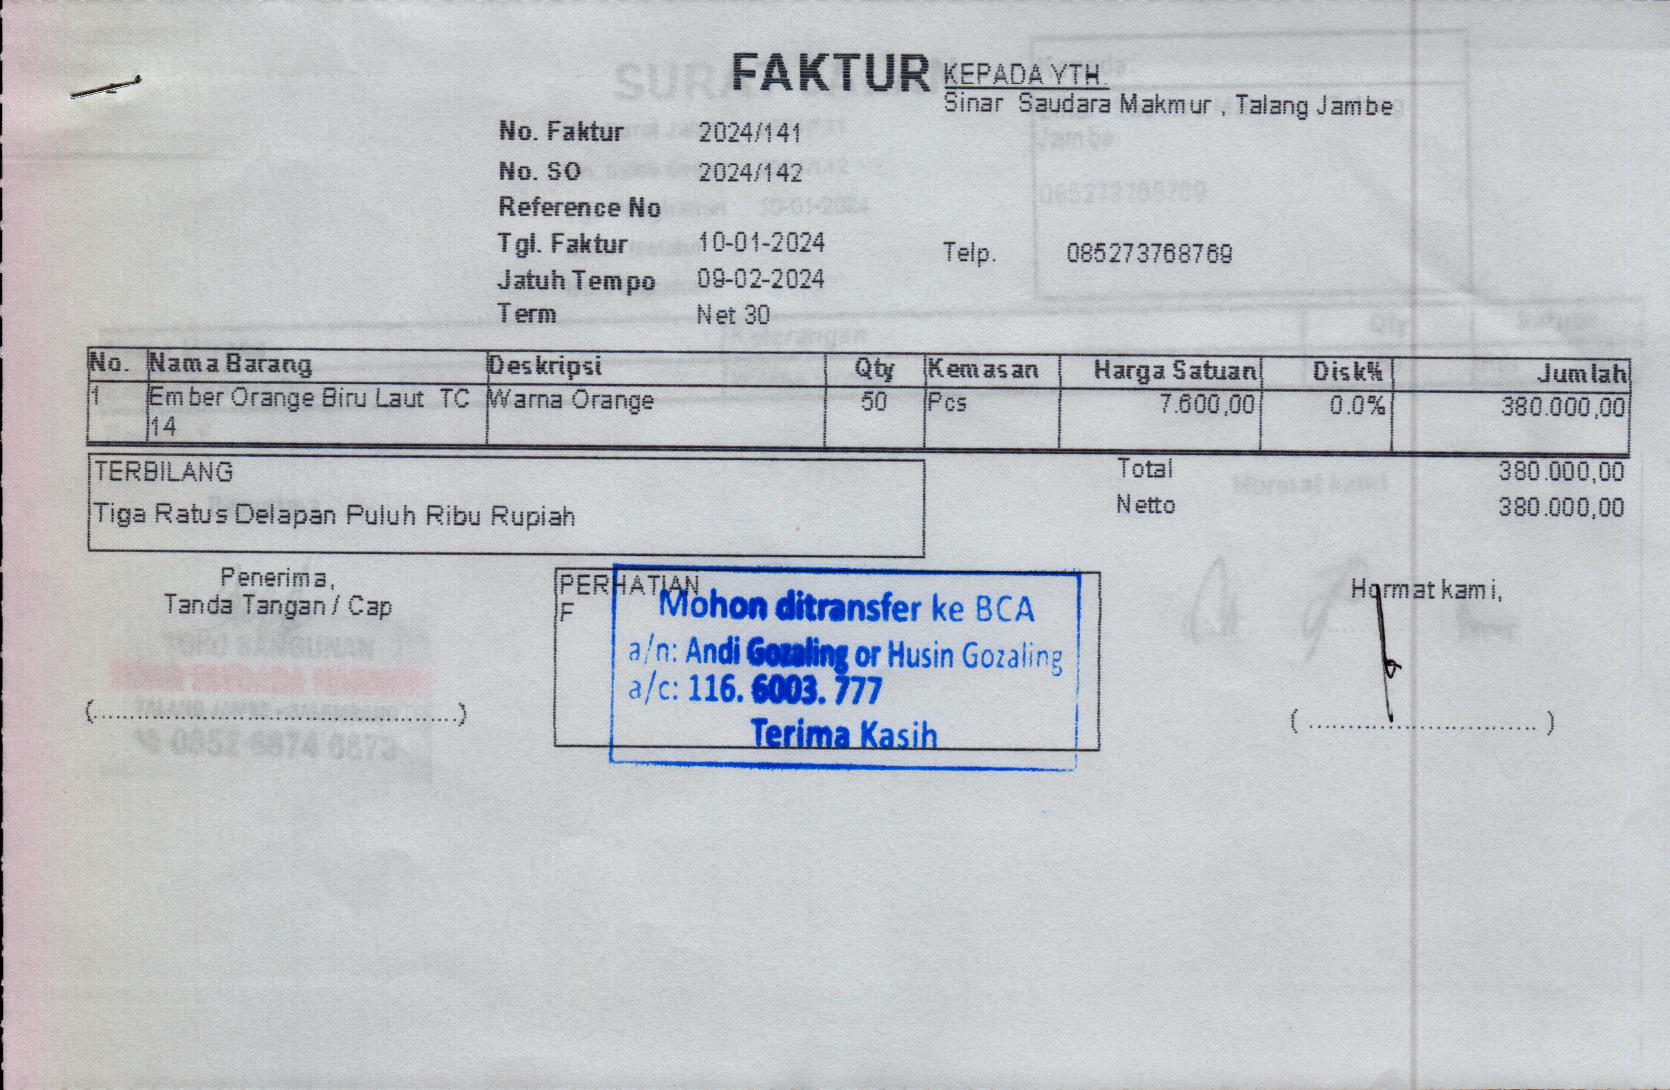 FAKTUR
KEPADA YTH.
Sinar Saudara Makmur , Talang Jambe
No. Faktur 2024/141
No. SO 2024/142
Reference No
Tgl. Faktur 10-01-2024
Telp. 085273768769
Jatuh Tempo 09-02-2024
Term Net 30
No. Nama Barang Deskripsi Qty Kemasan Harga Satuan Disk% Jumlah
1 Ember Orange Biru Laut TC Warna Orange 50 Pcs 7.600,00 0.0% 380.000,00
14
TERBILANG
Total 380.000,00
Tiga Ratus Delapan Puluh Ribu Rupiah
Netto 380.000,00
Penerima,
Tanda Tangan / Cap
PERHATIAN
F
Mohon ditransfer ke BCA
a/n: Andi Gozaling or Husin Gozaling
a/c: 116. 6003. 777
Terima Kasih
Hormat kami,
(..................................................)
( ............................... )